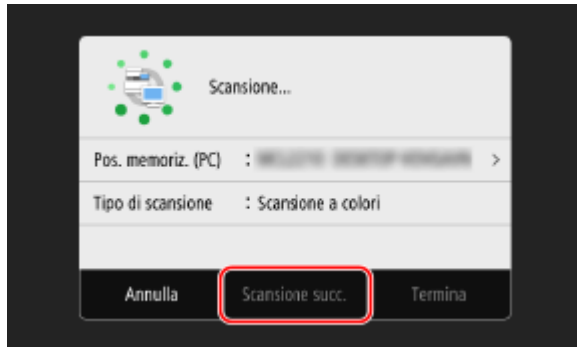 Scansione...
Pos. memoriz. (PC) :
Tipo di scansione : Scansione a colori
Annulla Scansione succ. Termina